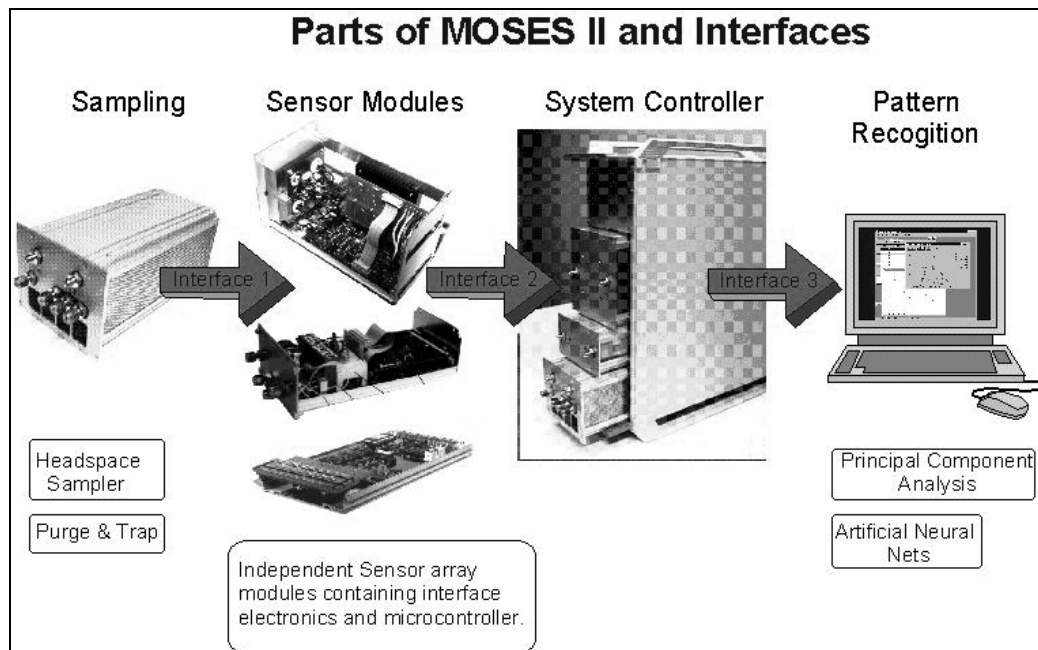 Parts of MOSES II and Interfaces
Sampling
Sensor Modules
System Controller
Pattern
Recogition
Interface 1
Interface 2
Interface 3
Headspace
Sampler
Purge & Trap
Independent Sensor array
modules containing interface
electronics and microcontroller.
Principal Component
Analysis
Artificial Neural
Nets